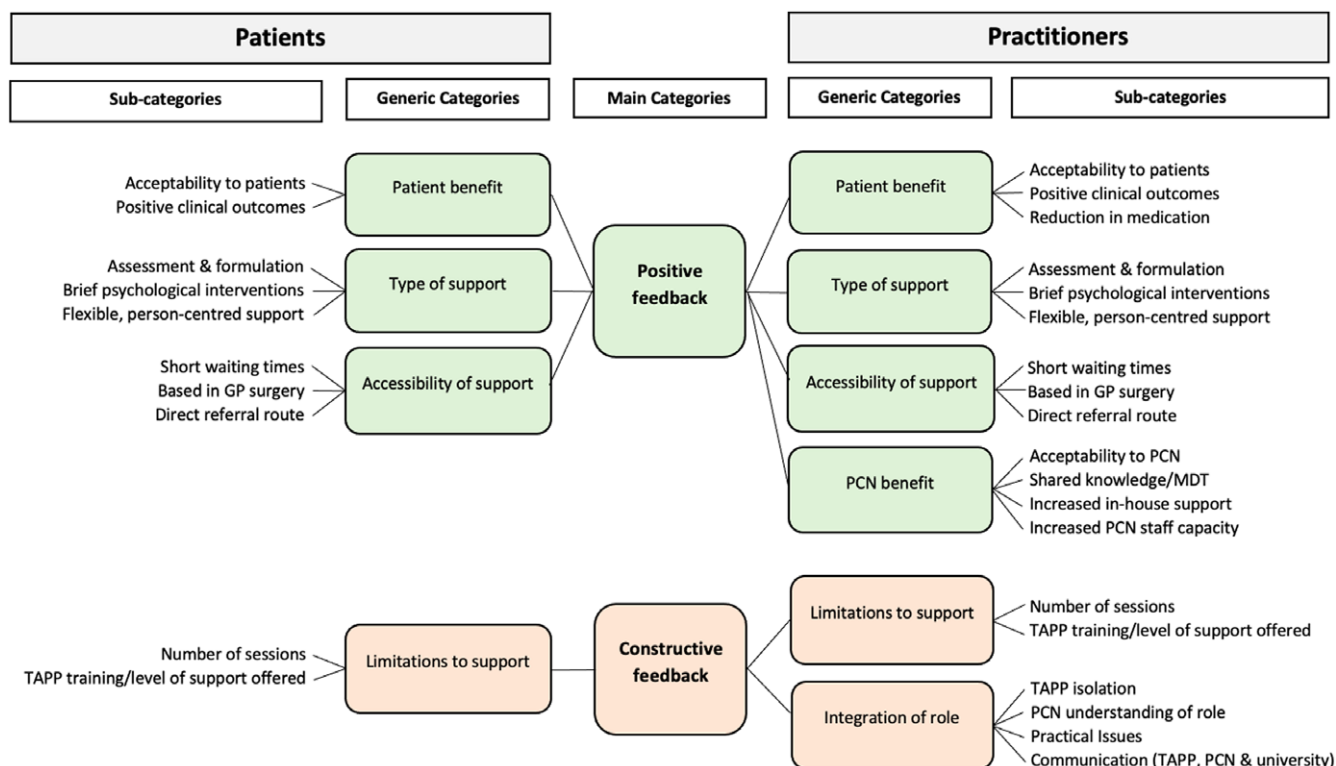 Patients
Practitioners
Sub-categories
Generic Categories
Main Categories
Generic Categories
Sub-categories
Acceptability to patients
Positive clinical outcomes
Patient benefit
Assessment & formulation
Brief psychological interventions
Flexible, person-centred support
Type of support
Short waiting times
Based in GP surgery
Direct referral route
Accessibility of support
Positive
feedback
Patient benefit
Acceptability to patients
Positive clinical outcomes
Reduction in medication
Type of support
Assessment & formulation
Brief psychological interventions
Flexible, person-centred support
Accessibility of support
Short waiting times
Based in GP surgery
Direct referral route
PCN benefit
Acceptability to PCN
Shared knowledge/MDT
Increased in-house support
Increased PCN staff capacity
Number of sessions
TAPP training/level of support offered
Limitations to support
Constructive
feedback
Limitations to support
Number of sessions
TAPP training/level of support offered
Integration of role
TAPP isolation
PCN understanding of role
Practical Issues
Communication (TAPP, PCN & university)